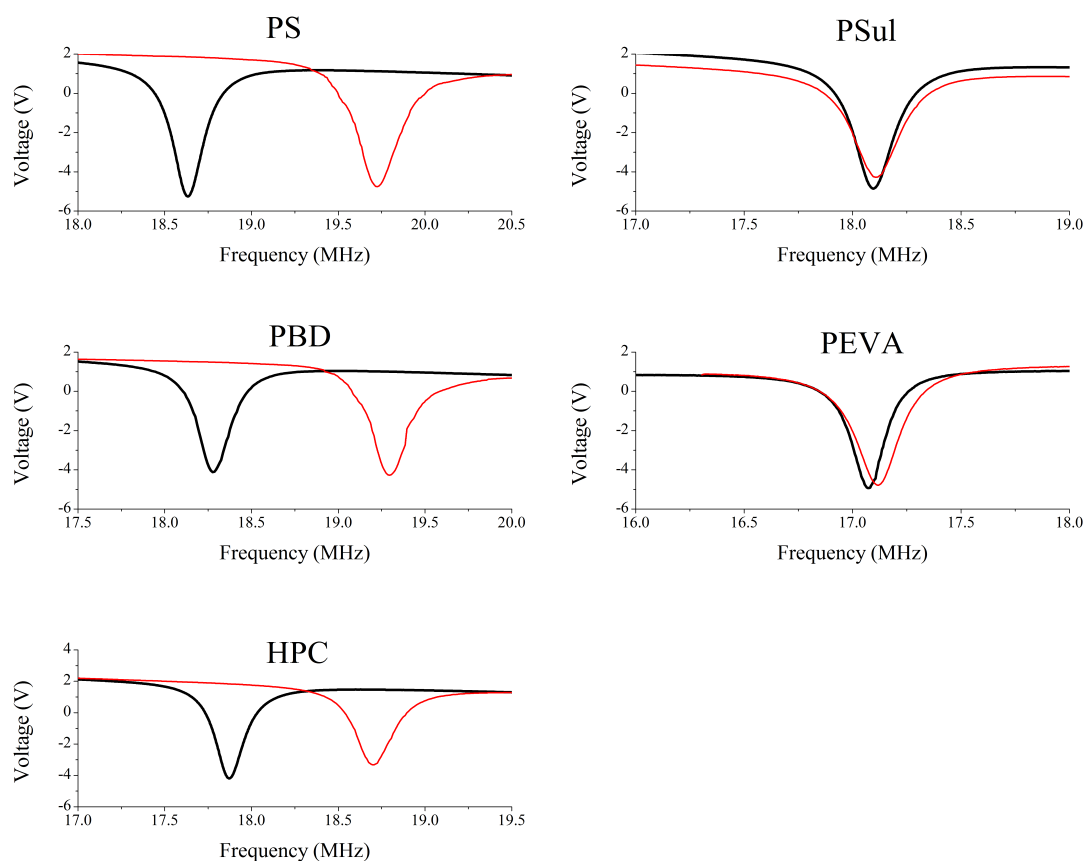 PS
Voltage (V)
2
0
-2
-4
-6
18.0 18.5 19.0 19.5 20.0 20.5
Frequency (MHz)
PSul
Voltage (V)
2
0
-2
-4
-6
17.0 17.5 18.0 18.5 19.0
Frequency (MHz)
PBD
Voltage (V)
2
0
-2
-4
-6
17.5 18.0 18.5 19.0 19.5 20.0
Frequency (MHz)
PEVA
Voltage (V)
2
0
-2
-4
-6
16.0 16.5 17.0 17.5 18.0
Frequency (MHz)
HPC
Voltage (V)
4
2
0
-2
-4
-6
17.0 17.5 18.0 18.5 19.0 19.5
Frequency (MHz)